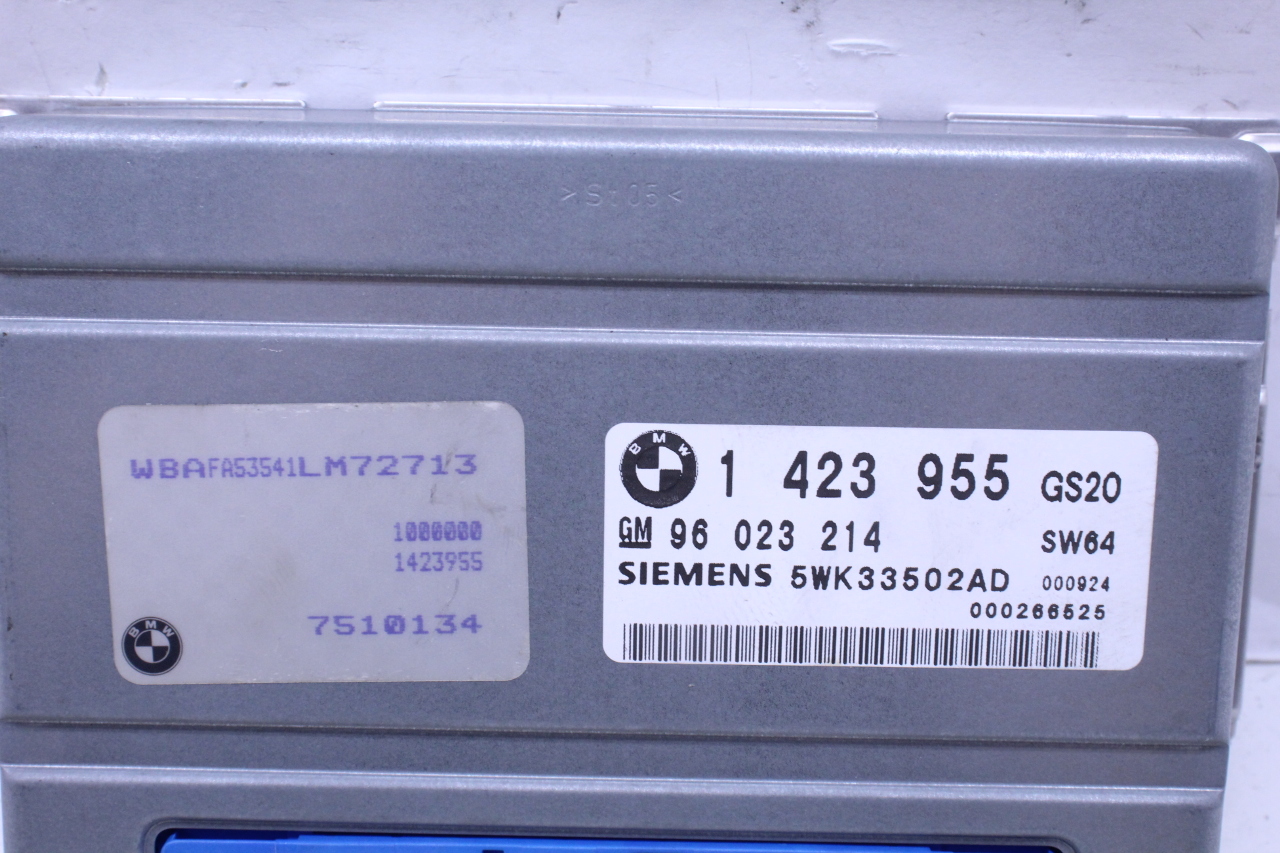 >St05<
WBAFA53541LM72713
1000000
1423955
7510134
BMW
BMW 1 423 955 GS20
GM 96 023 214 SW64
SIEMENS 5WK33502AD 000924
000266525